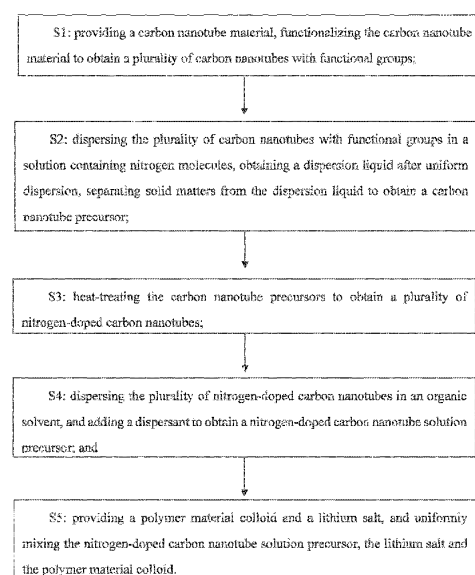 S1: providing a carbon nanotube material, functionalizing the carbon nanotube
material to obtain a plurality of carbon nanotubes with functional groups;
S2: dispersing the plurality of carbon nanotubes with functional groups in a
solution containing nitrogen molecules, obtaining a dispersion liquid after uniform
dispersion, separating solid matters from the dispersion liquid to obtain a carbon
nanotube precursor;
S3: heat-treating the carbon nanotube precursors to obtain a plurality of
nitrogen-doped carbon nanotubes;
S4: dispersing the plurality of nitrogen-doped carbon nanotubes in an organic
solvent, and adding a dispersant to obtain a nitrogen-doped carbon nanotube solution
precursor; and
S5: providing a polymer material colloid and a lithium salt, and uniformly
mixing the nitrogen-doped carbon nanotube solution precursor, the lithium salt and
the polymer material colloid.